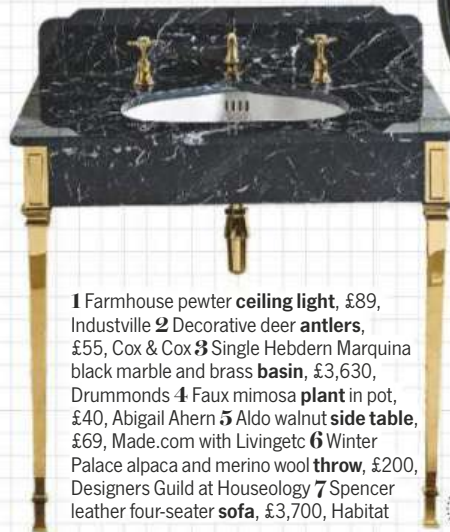 1 Farmhouse pewter ceiling light, £89,
Industville 2 Decorative deer antlers,
£55, Cox & Cox 3 Single Hebdern Marquina
black marble and brass basin, £3,630,
Drummonds 4 Faux mimosa plant in pot,
£40, Abigail Ahern 5 Aldo walnut side table,
£69, Made.com with Livingetc 6 Winter
Palace alpaca and merino wool throw, £200,
Designers Guild at Houseology 7 Spencer
leather four-seater sofa, £3,700, Habitat